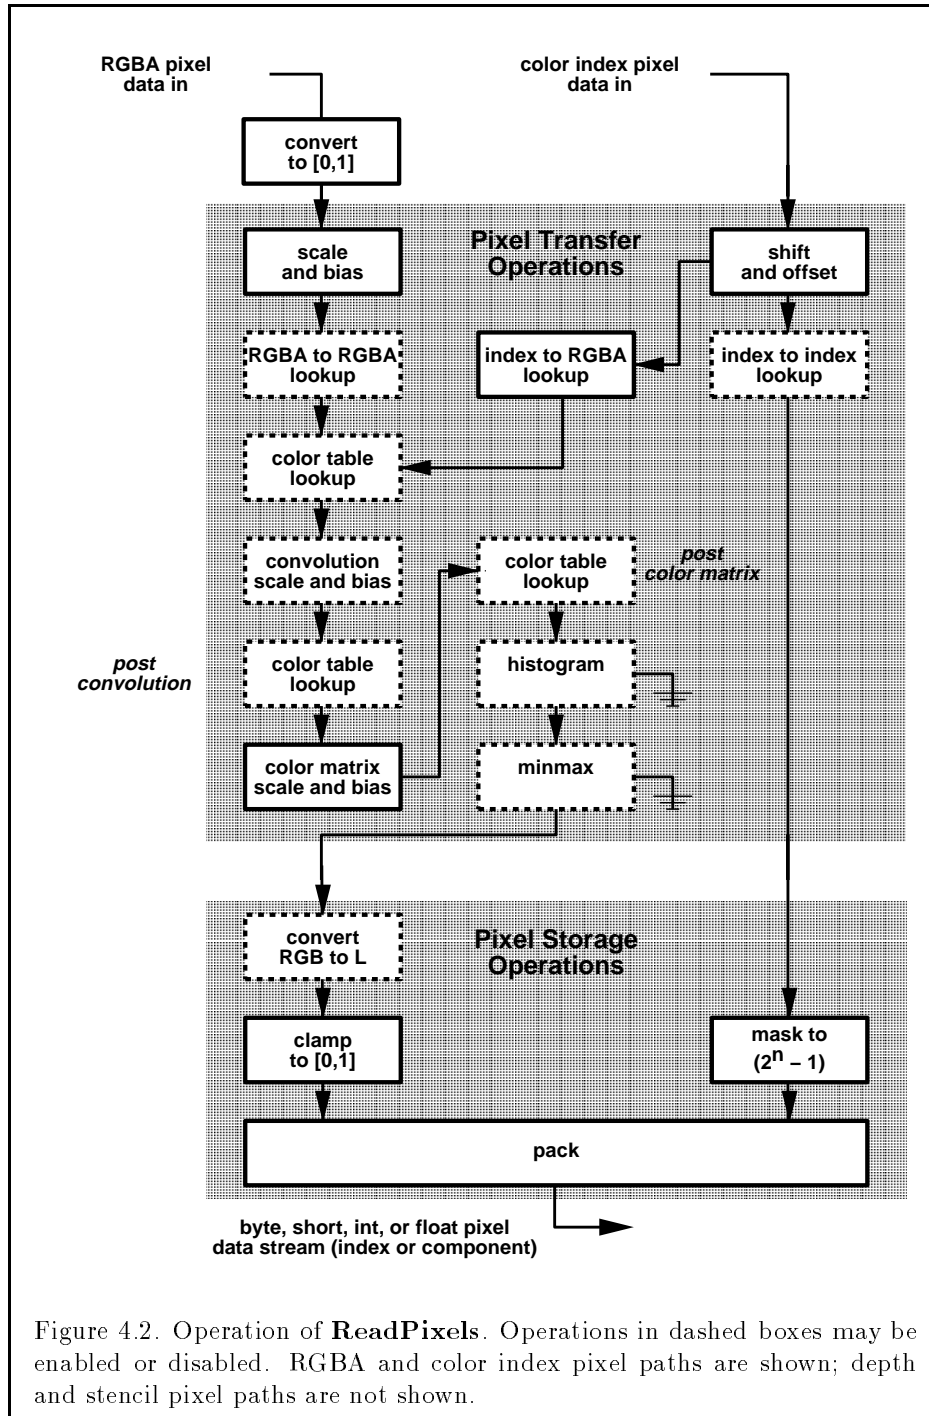 RGBA pixel
data in
color index pixel
data in
convert
to [0,1]
Pixel Transfer
Operations
scale
and bias
shift
and offset
RGBA to RGBA
lookup
index to RGBA
lookup
index to index
lookup
color table
lookup
convolution
scale and bias
color table
lookup
post
color matrix
post
convolution
color table
lookup
histogram
color matrix
scale and bias
minmax
convert
RGB to L
Pixel Storage
Operations
clamp
to [0,1]
mask to
(2^n – 1)
pack
byte, short, int, or float pixel
data stream (index or component)
Figure 4.2. Operation of ReadPixels. Operations in dashed boxes may be
enabled or disabled. RGBA and color index pixel paths are shown; depth
and stencil pixel paths are not shown.